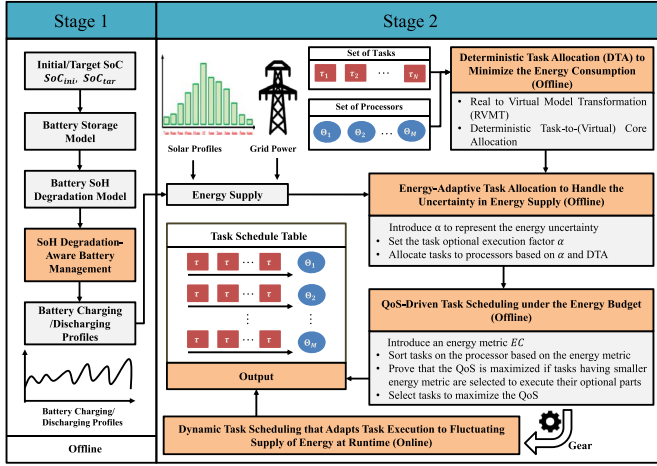 Stage 1
Stage 2
Initial/Target SoC
SoC_ini, SoC_tar
Battery Storage
Model
Battery SoH
Degradation Model
SoH Degradation-
Aware Battery
Management
Battery Charging
/Discharging
Profiles
Battery Charging/
Discharging Profiles
Offline
Solar Profiles
Grid Power
Energy Supply
Set of Tasks
τ1 τ2 ⋯ τN
Set of Processors
Θ1 Θ2 ⋯ ΘM
Deterministic Task Allocation (DTA) to
Minimize the Energy Consumption
(Offline)
• Real to Virtual Model Transformation
(RVMT)
• Deterministic Task-to-(Virtual) Core
Allocation
Energy-Adaptive Task Allocation to Handle the
Uncertainty in Energy Supply (Offline)
Introduce α to represent the energy uncertainty
• Set the task optional execution factor α
• Allocate tasks to processors based on α and DTA
QoS-Driven Task Scheduling under the Energy Budget
(Offline)
Introduce an energy metric EC
• Sort tasks on the processor based on the energy metric
• Prove that the QoS is maximized if tasks having smaller
energy metric are selected to execute their optional parts
• Select tasks to maximize the QoS
Task Schedule Table
τ τ ⋯ τ Θ1
τ τ ⋯ τ Θ2
⋮ ⋮
τ τ ⋯ τ ΘM
Output
Dynamic Task Scheduling that Adapts Task Execution to Fluctuating
Supply of Energy at Runtime (Online)
Gear